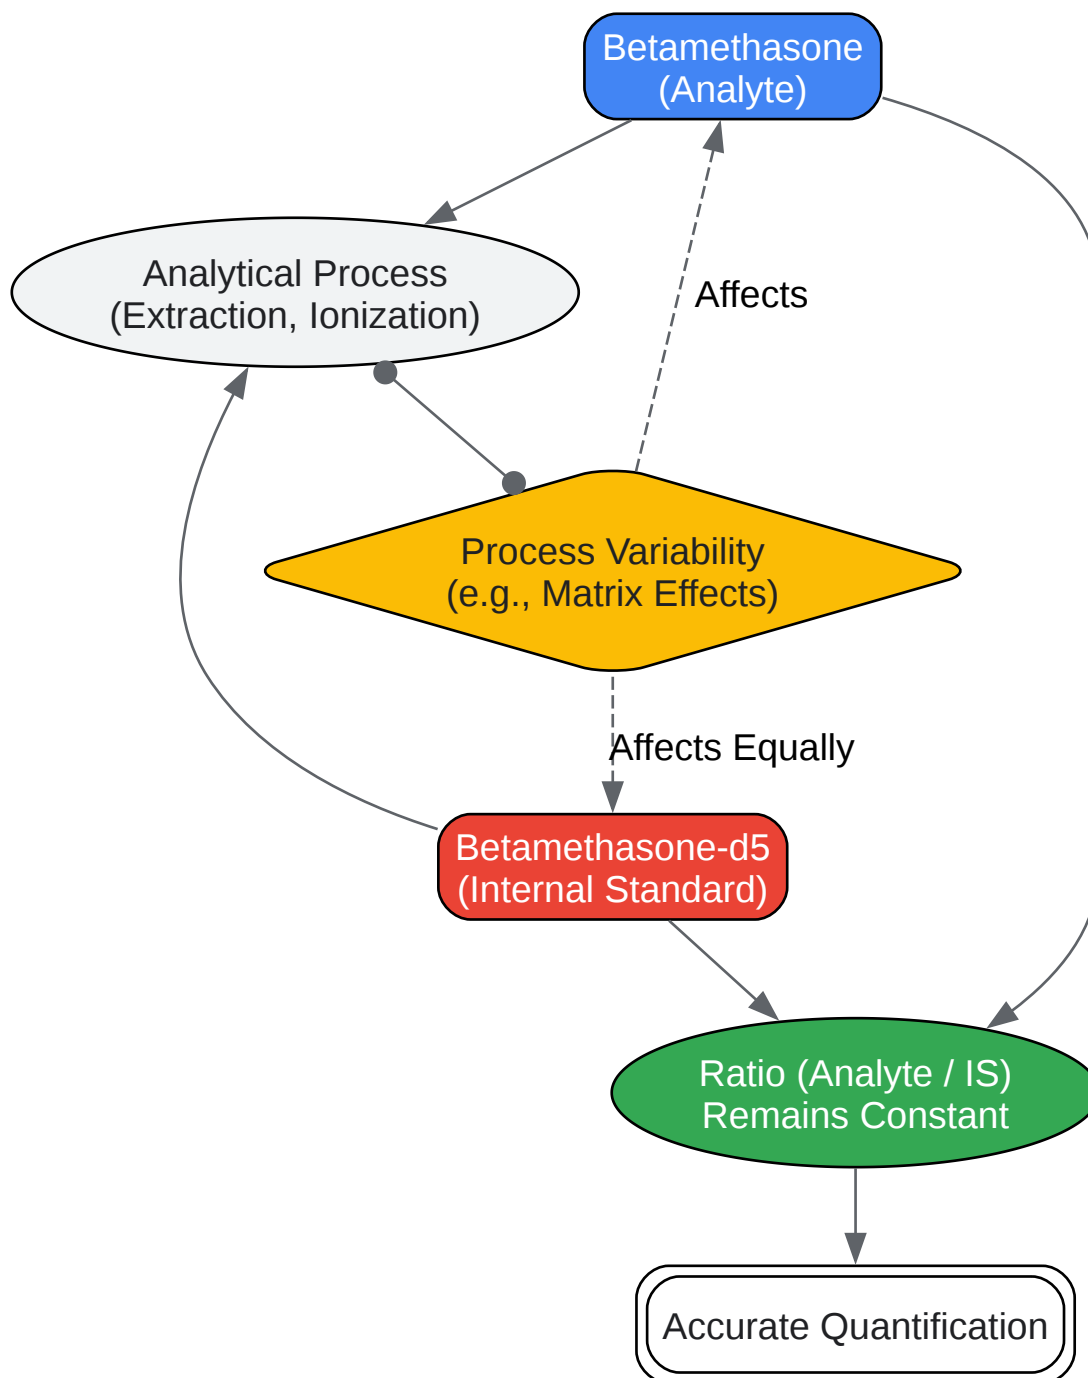 Betamethasone
(Analyte)
Analytical Process
(Extraction, Ionization)
Affects
Process Variability
(e.g., Matrix Effects)
Affects Equally
Betamethasone-d5
(Internal Standard)
Ratio (Analyte / IS)
Remains Constant
Accurate Quantification